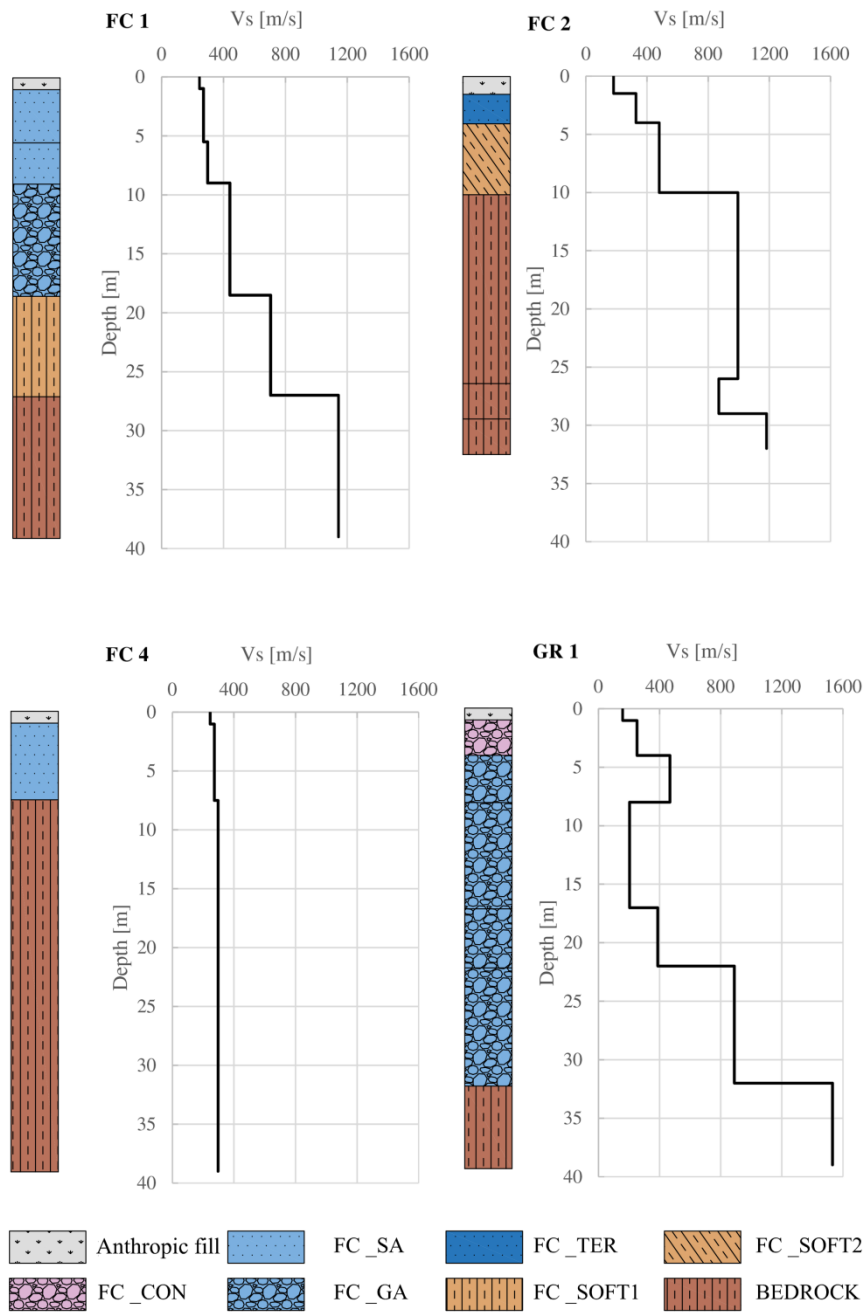 FC 1
Vs [m/s]
0 400 800 1200 1600
0
5
10
15
20
25
30
35
40
Depth [m]
FC 2
Vs [m/s]
0 400 800 1200 1600
0
5
10
15
20
25
30
35
40
Depth [m]
FC 4
Vs [m/s]
0 400 800 1200 1600
0
5
10
15
20
25
30
35
40
Depth [m]
GR 1
Vs [m/s]
0 400 800 1200 1600
0
5
10
15
20
25
30
35
40
Depth [m]
Anthropic fill FC _SA FC _TER FC _SOFT2
FC _CON FC _GA FC _SOFT1 BEDROCK